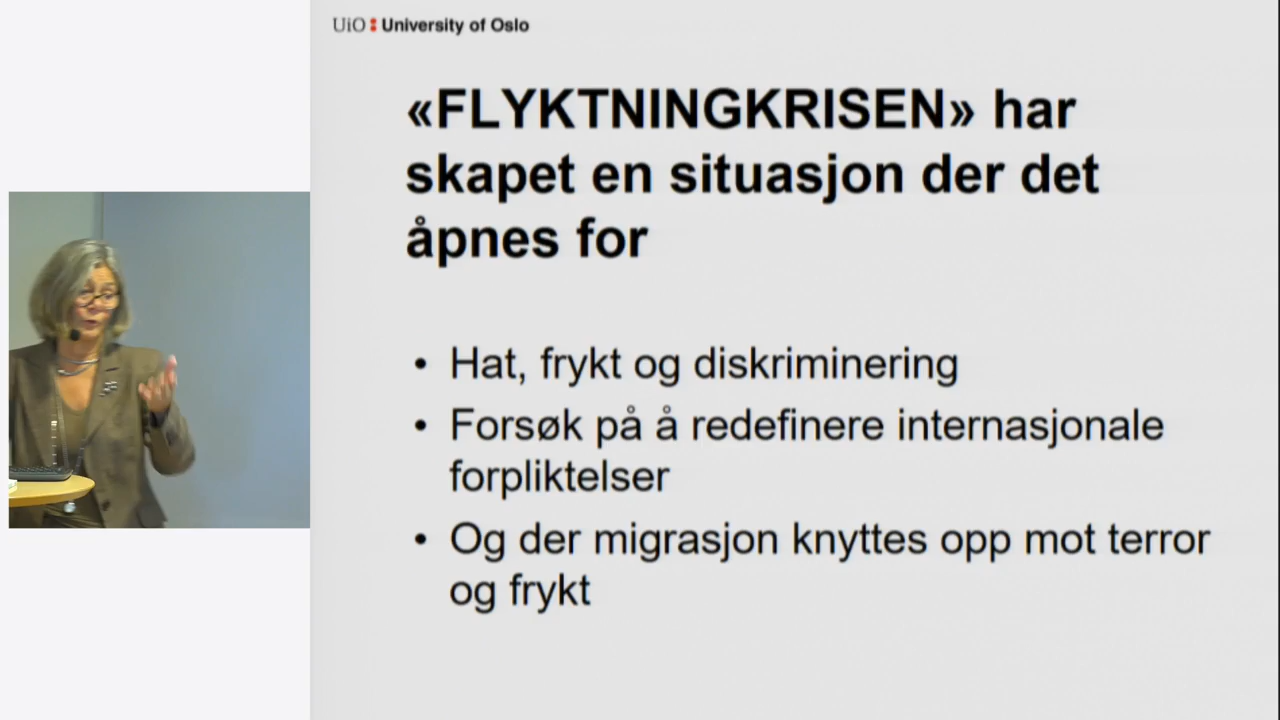 UiO University of Oslo
«FLYKTNINGKRISEN» har
skapet en situasjon der det
åpnes for
• Hat, frykt og diskriminering
• Forsøk på å redefinere internasjonale
forpliktelser
• Og der migrasjon knyttes opp mot terror
og frykt